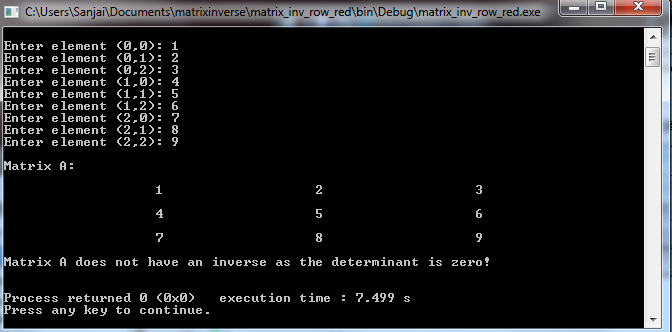 C:\Users\Sanjai\Documents\matrixinverse\matrix_inv_row_red\bin\Debug\matrix_inv_row_red.exe
Enter element (0,0): 1
Enter element (0,1): 2
Enter element (0,2): 3
Enter element (1,0): 4
Enter element (1,1): 5
Enter element (1,2): 6
Enter element (2,0): 7
Enter element (2,1): 8
Enter element (2,2): 9
Matrix A:
1 2 3
4 5 6
7 8 9
Matrix A does not have an inverse as the determinant is zero!
Process returned 0 (0x0) execution time : 7.499 s
Press any key to continue.